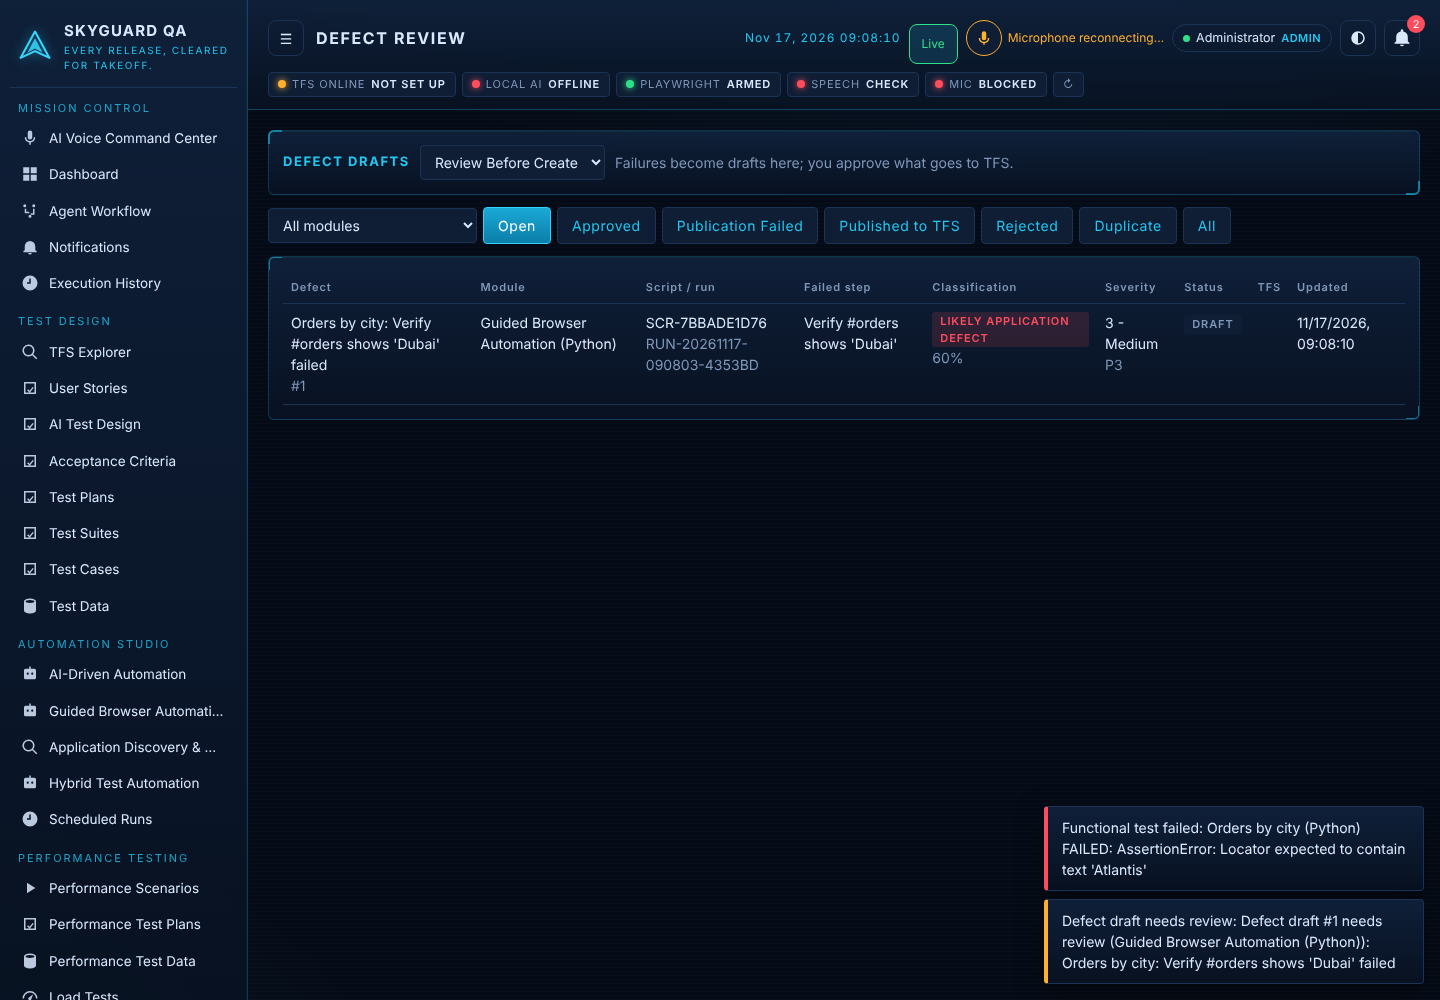 SKYGUARD QA
EVERY RELEASE, CLEARED
FOR TAKEOFF.
MISSION CONTROL
AI Voice Command Center
Dashboard
Agent Workflow
Notifications
Execution History
TEST DESIGN
TFS Explorer
User Stories
AI Test Design
Acceptance Criteria
Test Plans
Test Suites
Test Cases
Test Data
AUTOMATION STUDIO
AI-Driven Automation
Guided Browser Automati...
Application Discovery & ...
Hybrid Test Automation
Scheduled Runs
PERFORMANCE TESTING
Performance Scenarios
Performance Test Plans
Performance Test Data
Load Tests
DEFECT REVIEW
Nov 17, 2026 09:08:10
Live
Microphone reconnecting...
Administrator ADMIN
2
TFS ONLINE NOT SET UP
LOCAL AI OFFLINE
PLAYWRIGHT ARMED
SPEECH CHECK
MIC BLOCKED
DEFECT DRAFTS
Review Before Create
Failures become drafts here; you approve what goes to TFS.
All modules
Open
Approved
Publication Failed
Published to TFS
Rejected
Duplicate
All
Defect
Module
Script / run
Failed step
Classification
Severity
Status
TFS
Updated
Orders by city: Verify
#orders shows 'Dubai'
failed
#1
Guided Browser
Automation (Python)
SCR-7BBADE1D76
RUN-20261117-
090803-4353BD
Verify #orders
shows 'Dubai'
LIKELY APPLICATION
DEFECT
60%
3 -
Medium
P3
DRAFT
11/17/2026,
09:08:10
Functional test failed: Orders by city (Python)
FAILED: AssertionError: Locator expected to contain
text 'Atlantis'
Defect draft needs review: Defect draft #1 needs
review (Guided Browser Automation (Python)):
Orders by city: Verify #orders shows 'Dubai' failed